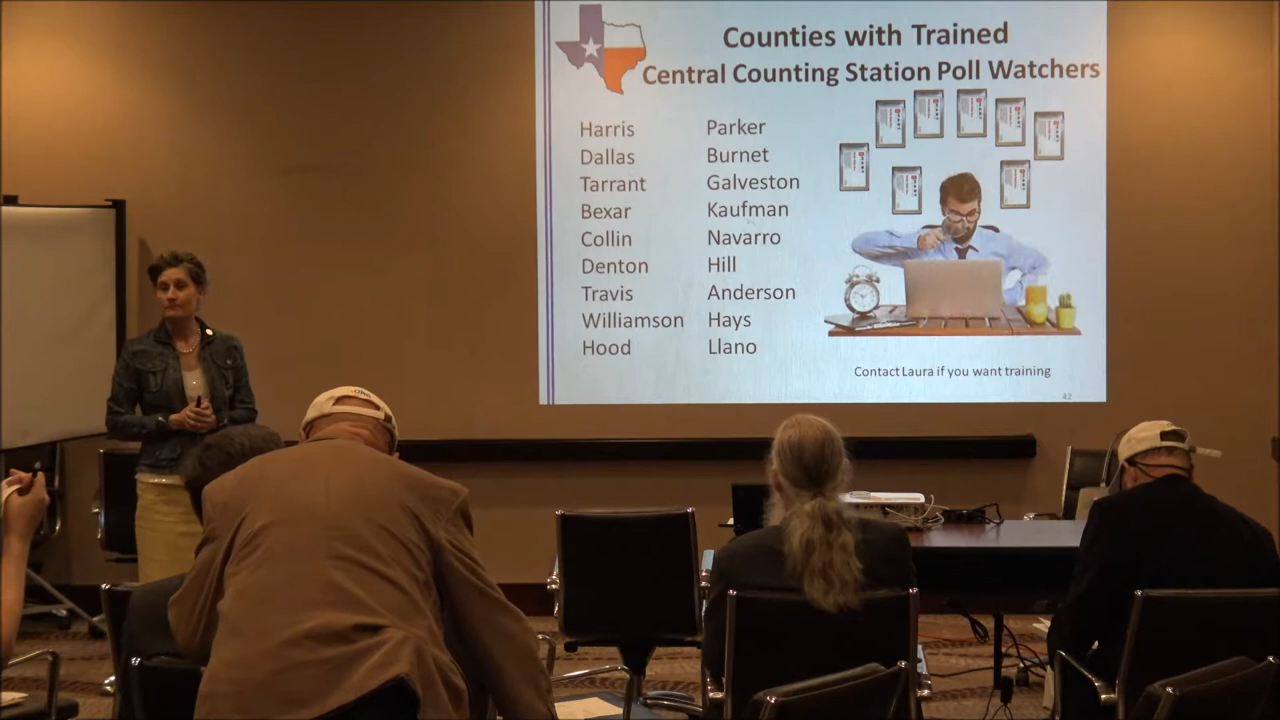 Counties with Trained
Central Counting Station Poll Watchers
Harris
Dallas
Tarrant
Bexar
Collin
Denton
Travis
Williamson
Hood
Parker
Burnet
Galveston
Kaufman
Navarro
Hill
Anderson
Hays
Llano
Contact Laura if you want training
42